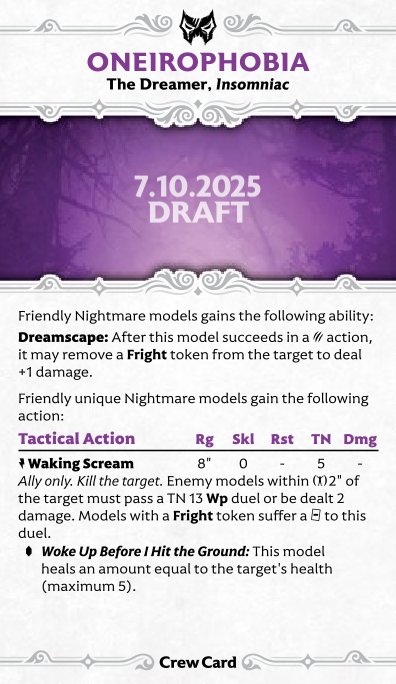 ONEIROPHOBIA
The Dreamer, Insomniac
7.10.2025
DRAFT
Friendly Nightmare models gains the following ability:
Dreamscape: After this model succeeds in a action,
it may remove a Fright token from the target to deal
+1 damage.
Friendly unique Nightmare models gain the following
action:
Tactical Action Rg Skl Rst TN Dmg
Waking Scream 8" 0 - 5 -
Ally only. Kill the target. Enemy models within 2" of
the target must pass a TN 13 Wp duel or be dealt 2
damage. Models with a Fright token suffer a to this
duel.
Woke Up Before I Hit the Ground: This model
heals an amount equal to the target's health
(maximum 5).
Crew Card